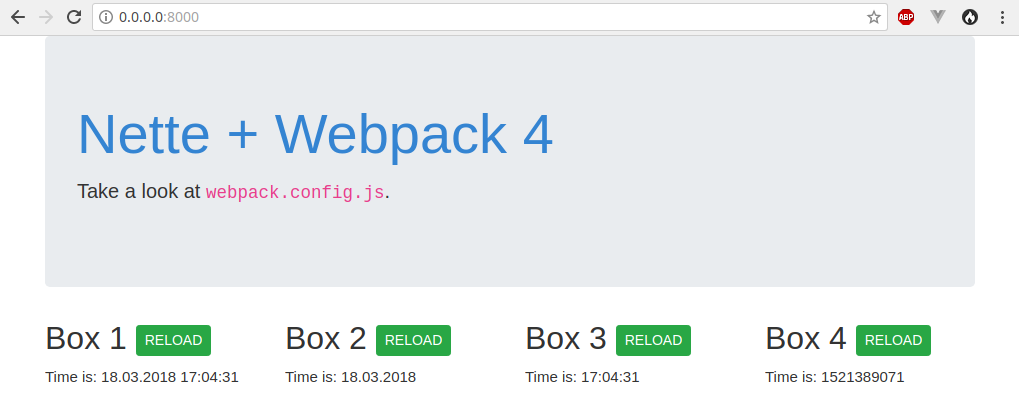 0.0.0.0:8000
ABP
Nette + Webpack 4
Take a look at webpack.config.js.
Box 1 RELOAD
Time is: 18.03.2018 17:04:31
Box 2 RELOAD
Time is: 18.03.2018
Box 3 RELOAD
Time is: 17:04:31
Box 4 RELOAD
Time is: 1521389071